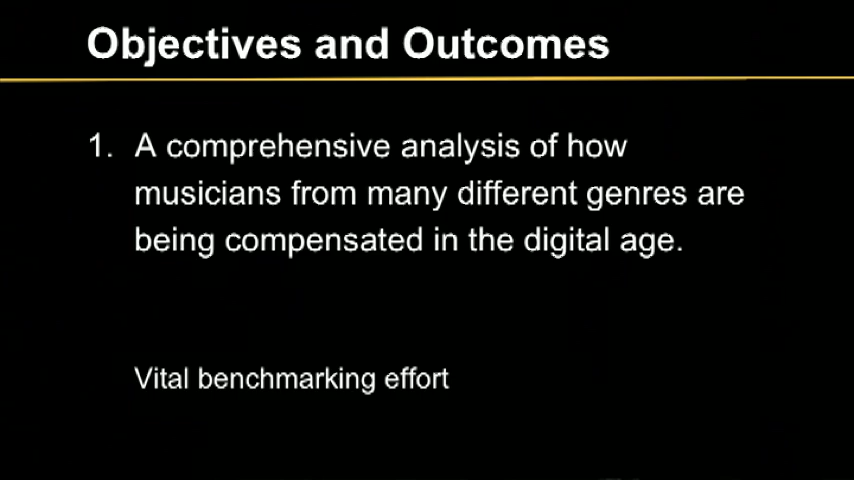 Objectives and Outcomes
1. A comprehensive analysis of how
musicians from many different genres are
being compensated in the digital age.
Vital benchmarking effort